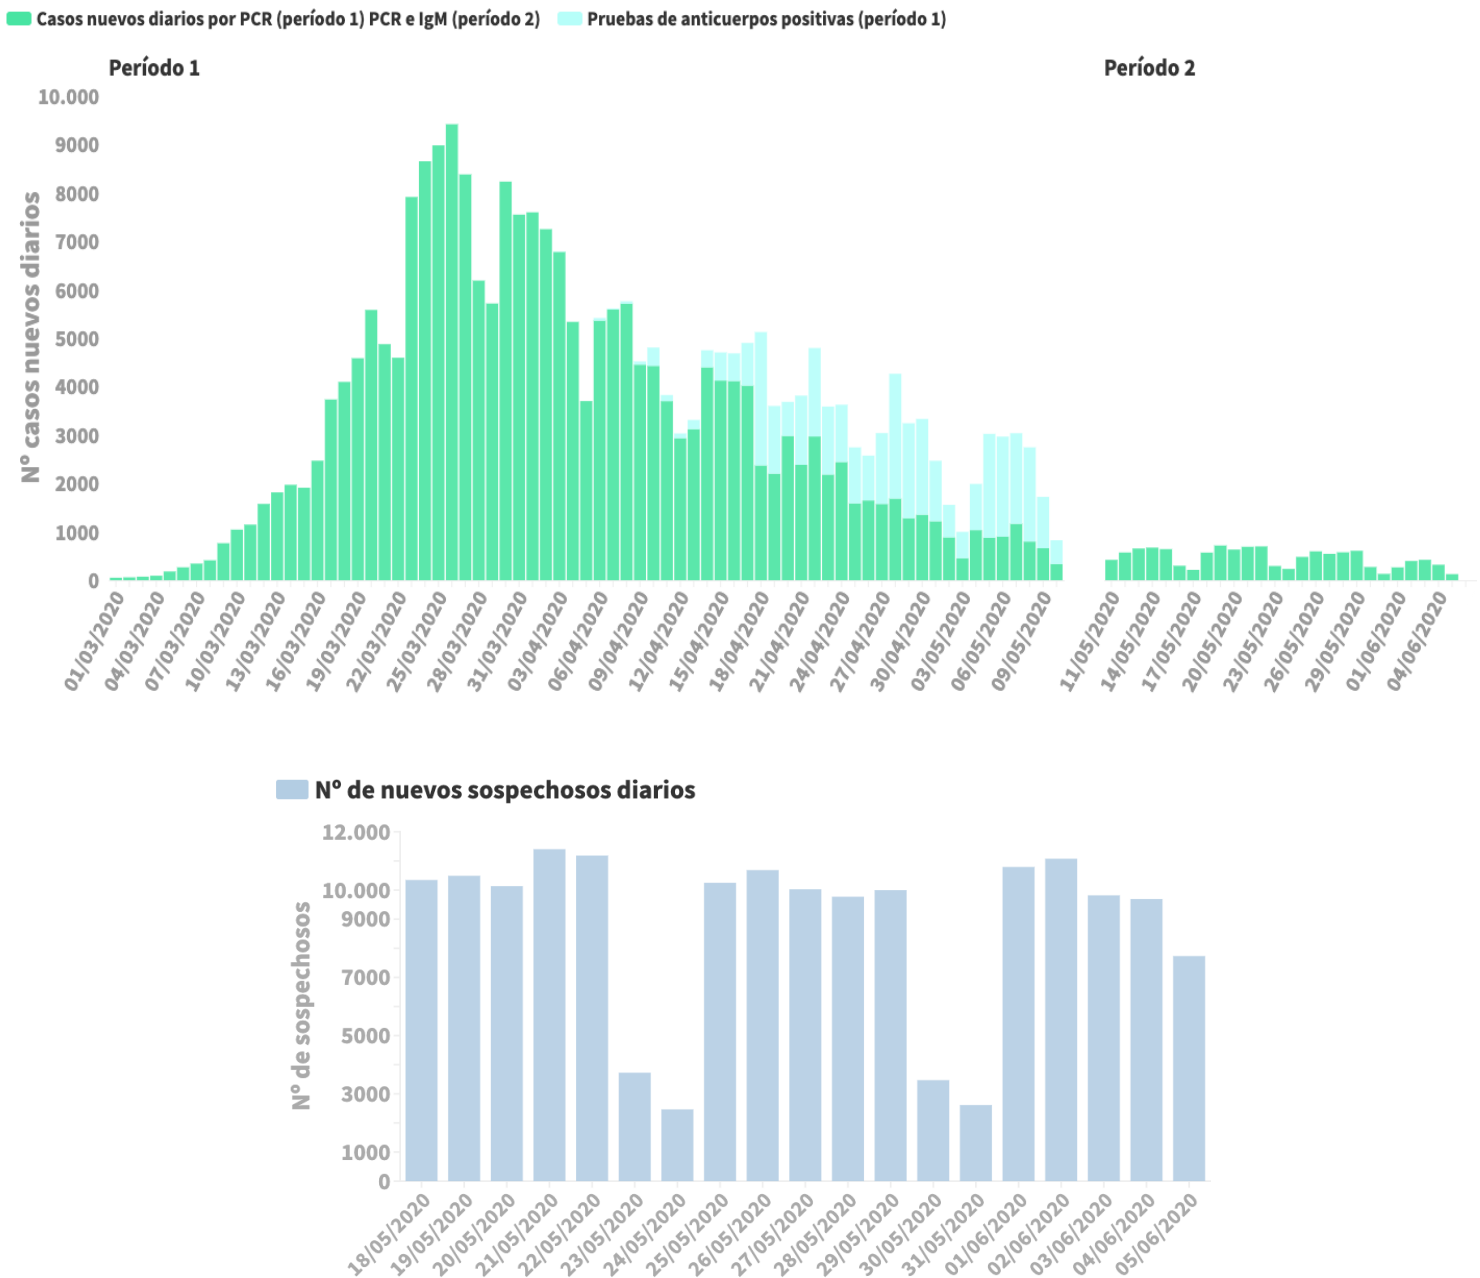 Casos nuevos diarios por PCR (período 1) PCR e IgM (período 2) Pruebas de anticuerpos positivas (período 1)
Período 1 Período 2
Nº casos nuevos diarios
10.000
9000
8000
7000
6000
5000
4000
3000
2000
1000
0
01/03/2020 04/03/2020 07/03/2020 10/03/2020 13/03/2020 16/03/2020 19/03/2020 22/03/2020 25/03/2020 28/03/2020 31/03/2020 03/04/2020 06/04/2020 09/04/2020 12/04/2020 15/04/2020 18/04/2020 21/04/2020 24/04/2020 27/04/2020 30/04/2020 03/05/2020 06/05/2020 09/05/2020 11/05/2020 14/05/2020 17/05/2020 20/05/2020 23/05/2020 26/05/2020 29/05/2020 01/06/2020 04/06/2020
Nº de nuevos sospechosos diarios
Nº de sospechosos
12.000
10.000
9000
7000
5000
3000
1000
0
18/05/2020 19/05/2020 20/05/2020 21/05/2020 22/05/2020 23/05/2020 24/05/2020 25/05/2020 26/05/2020 27/05/2020 28/05/2020 29/05/2020 30/05/2020 31/05/2020 01/06/2020 02/06/2020 03/06/2020 04/06/2020 05/06/2020